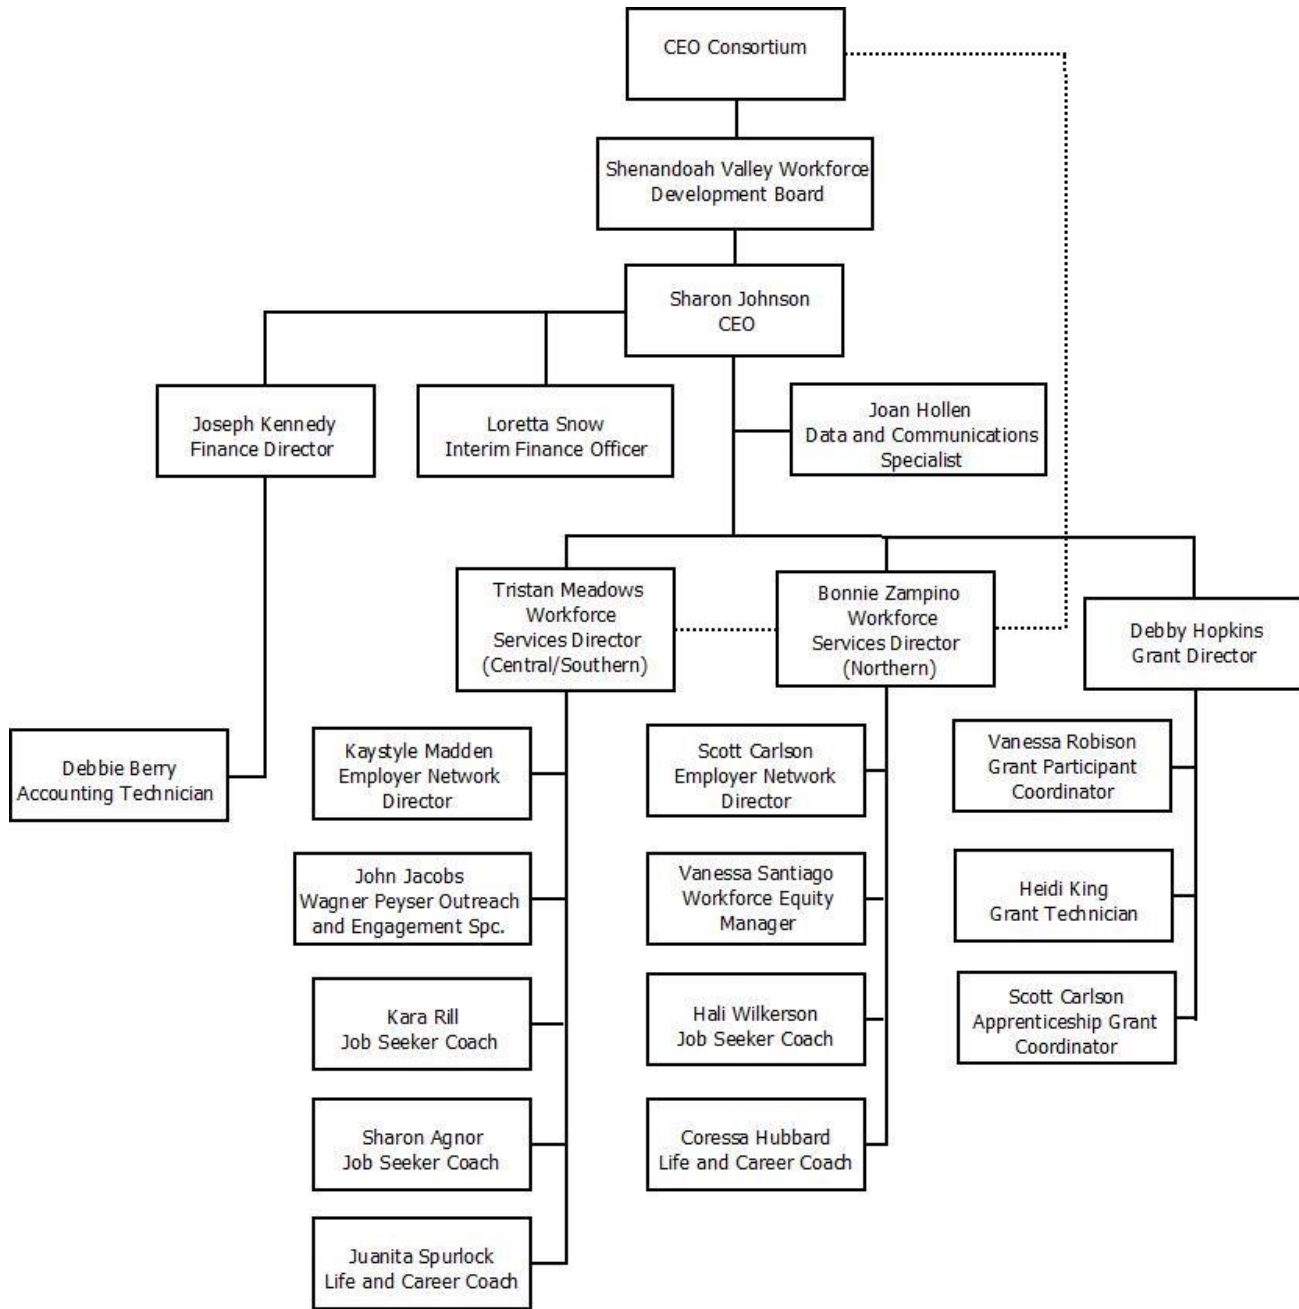 CEO Consortium
Shenandoah Valley Workforce
Development Board
Sharon Johnson
CEO
Joseph Kennedy
Finance Director
Loretta Snow
Interim Finance Officer
Joan Hollen
Data and Communications
Specialist
Tristan Meadows
Workforce
Services Director
(Central/Southern)
Bonnie Zampino
Workforce
Services Director
(Northern)
Debby Hopkins
Grant Director
Debbie Berry
Accounting Technician
Kaystyle Madden
Employer Network
Director
Scott Carlson
Employer Network
Director
Vanessa Robison
Grant Participant
Coordinator
John Jacobs
Wagner Peyser Outreach
and Engagement Spc.
Vanessa Santiago
Workforce Equity
Manager
Heidi King
Grant Technician
Kara Rill
Job Seeker Coach
Hali Wilkerson
Job Seeker Coach
Scott Carlson
Apprenticeship Grant
Coordinator
Sharon Agnor
Job Seeker Coach
Coressa Hubbard
Life and Career Coach
Juanita Spurlock
Life and Career Coach